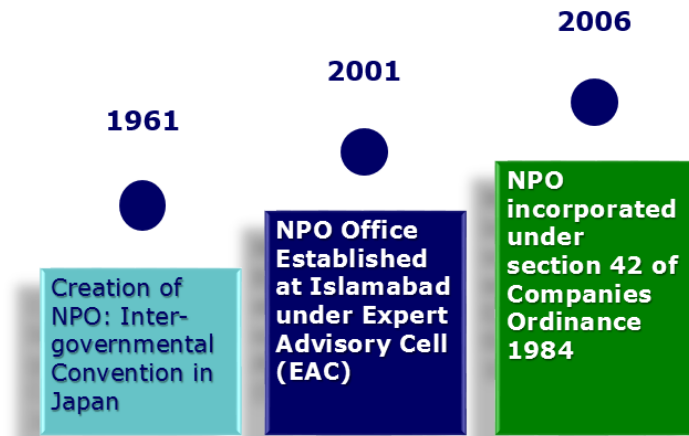 1961
Creation of
NPO: Inter-
governmental
Convention in
Japan
2001
NPO Office
Established
at Islamabad
under Expert
Advisory Cell
(EAC)
2006
NPO
incorporated
under
section 42 of
Companies
Ordinance
1984